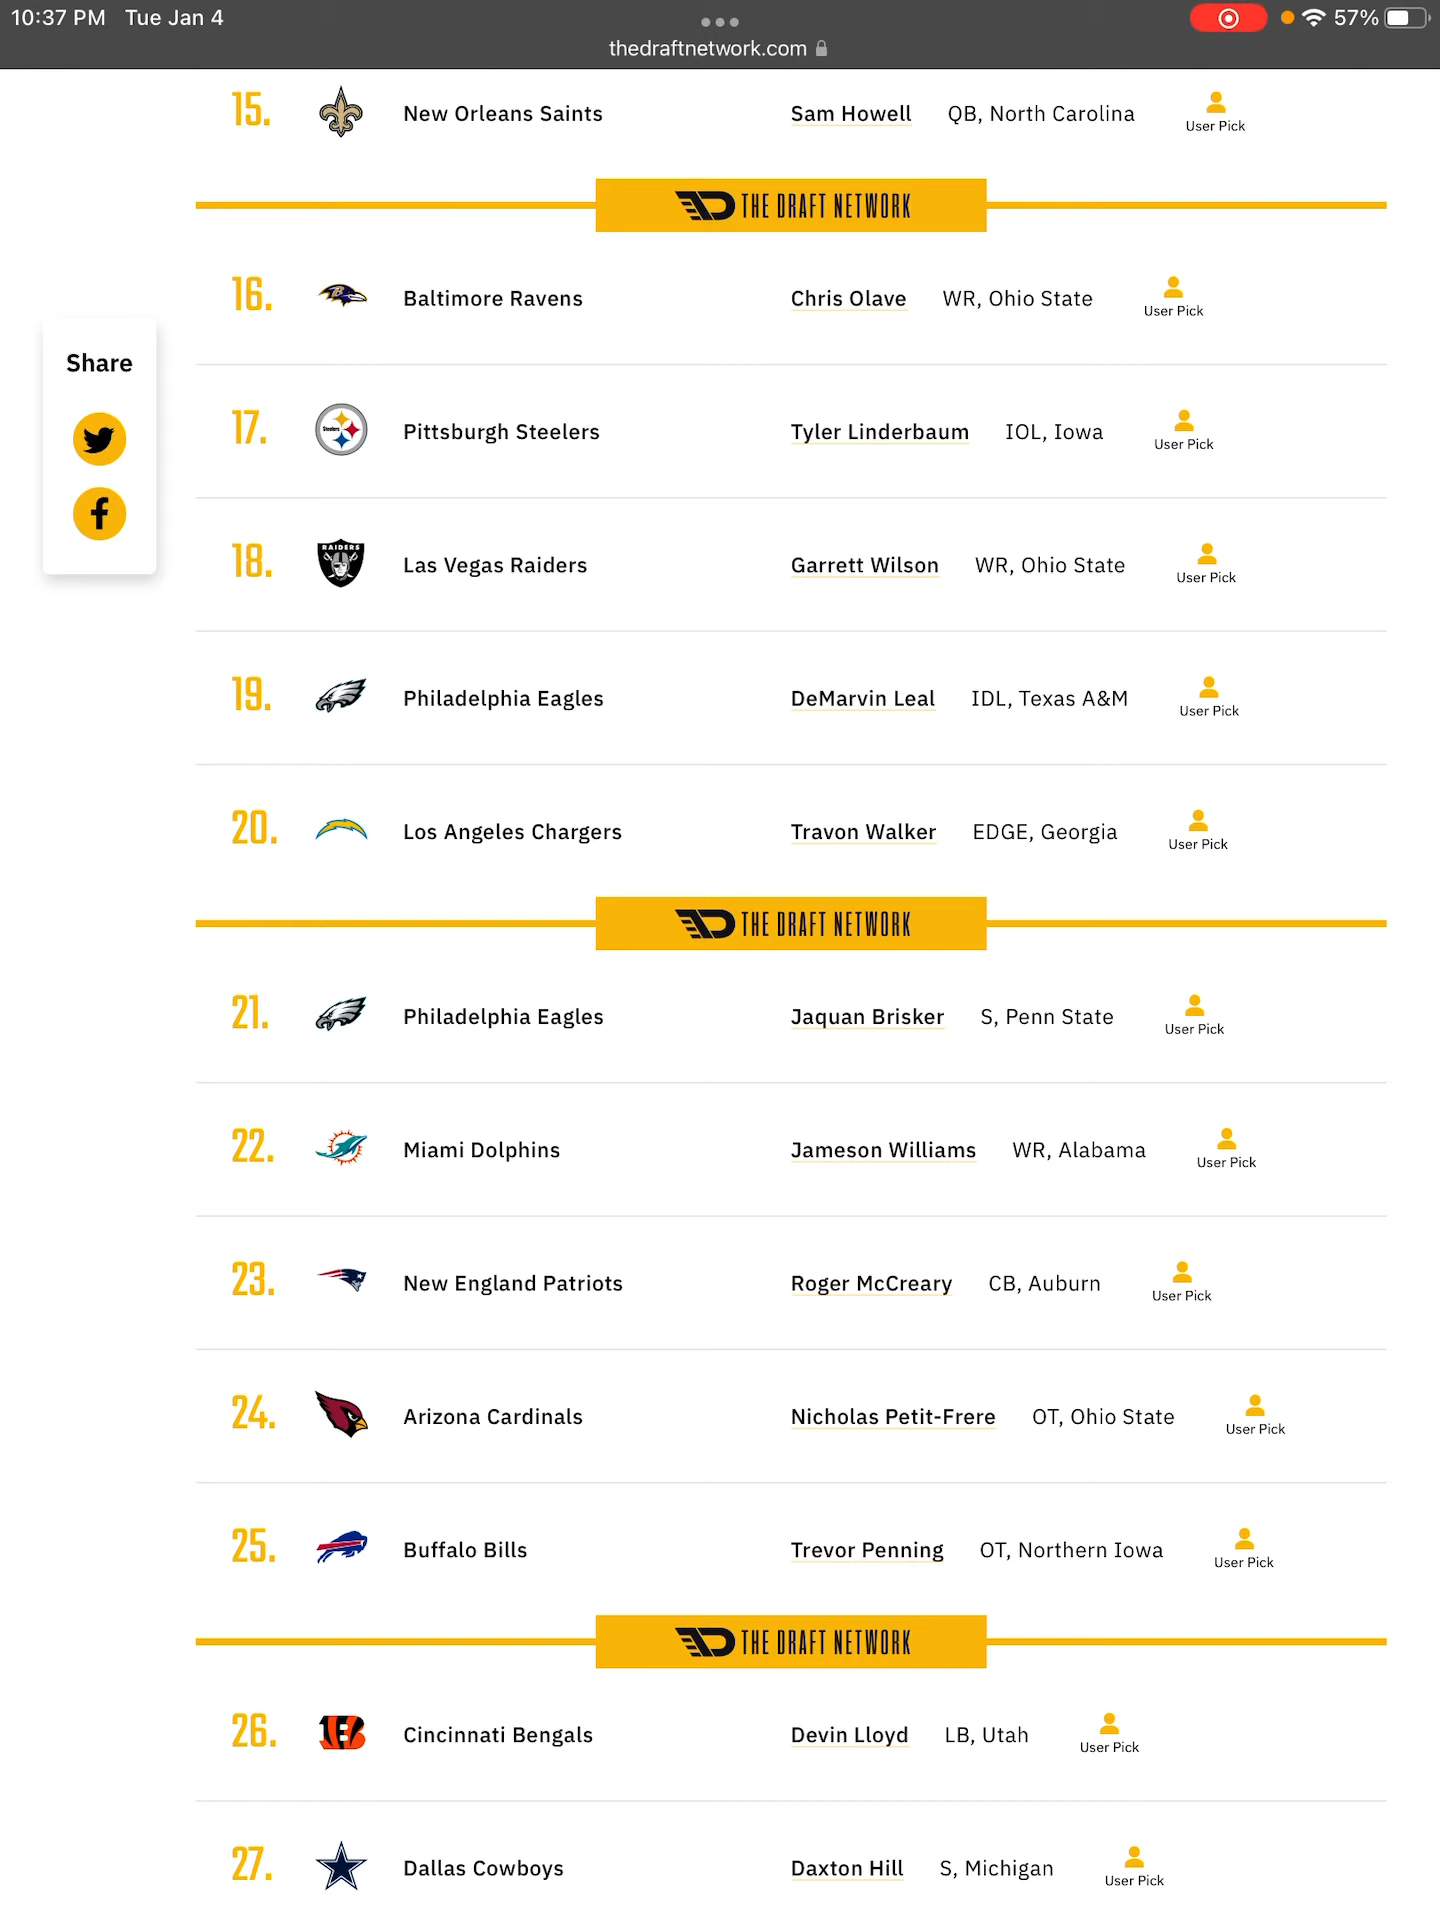 10:37 PM Tue Jan 4
57%
thedraftnetwork.com
15. New Orleans Saints Sam Howell QB, North Carolina User Pick
THE DRAFT NETWORK
16. Baltimore Ravens Chris Olave WR, Ohio State User Pick
Share
17. Steelers Pittsburgh Steelers Tyler Linderbaum IOL, Iowa User Pick
18. RAIDERS Las Vegas Raiders Garrett Wilson WR, Ohio State User Pick
19. Philadelphia Eagles DeMarvin Leal IDL, Texas A&M User Pick
20. Los Angeles Chargers Travon Walker EDGE, Georgia User Pick
THE DRAFT NETWORK
21. Philadelphia Eagles Jaquan Brisker S, Penn State User Pick
22. Miami Dolphins Jameson Williams WR, Alabama User Pick
23. New England Patriots Roger McCreary CB, Auburn User Pick
24. Arizona Cardinals Nicholas Petit-Frere OT, Ohio State User Pick
25. Buffalo Bills Trevor Penning OT, Northern Iowa User Pick
THE DRAFT NETWORK
26. B Cincinnati Bengals Devin Lloyd LB, Utah User Pick
27. Dallas Cowboys Daxton Hill S, Michigan User Pick